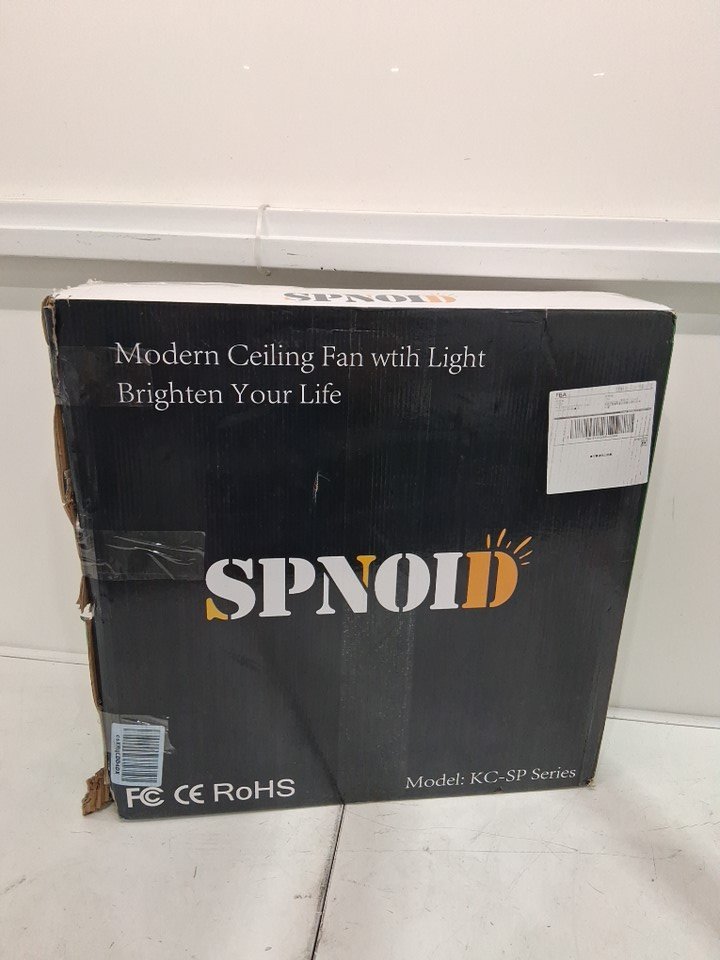 SPNOID
Modern Ceiling Fan wtih Light
Brighten Your Life
SPNOID
FC CE RoHS
Model: KC-SP Series